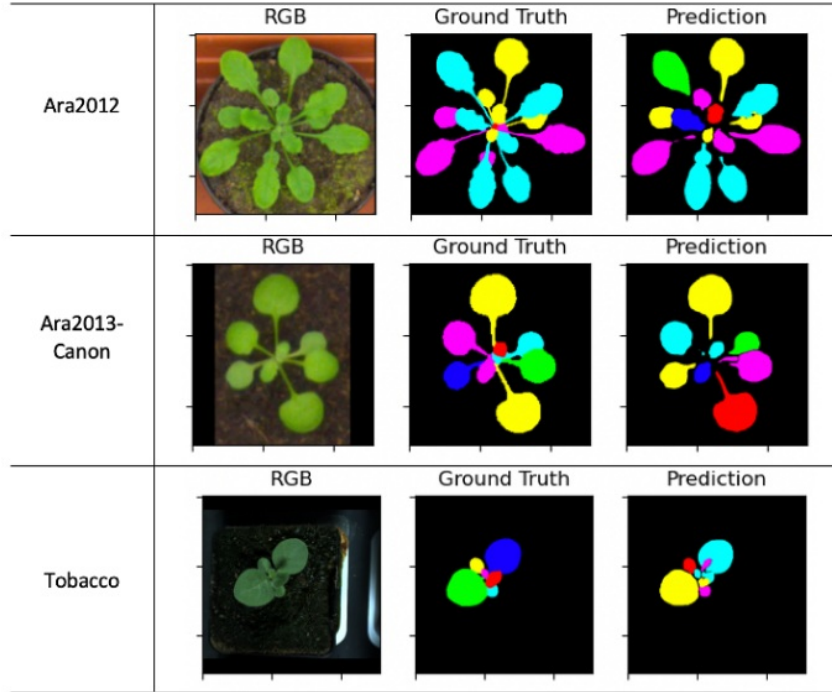 RGB Ground Truth Prediction
Ara2012
RGB Ground Truth Prediction
Ara2013-
Canon
RGB Ground Truth Prediction
Tobacco